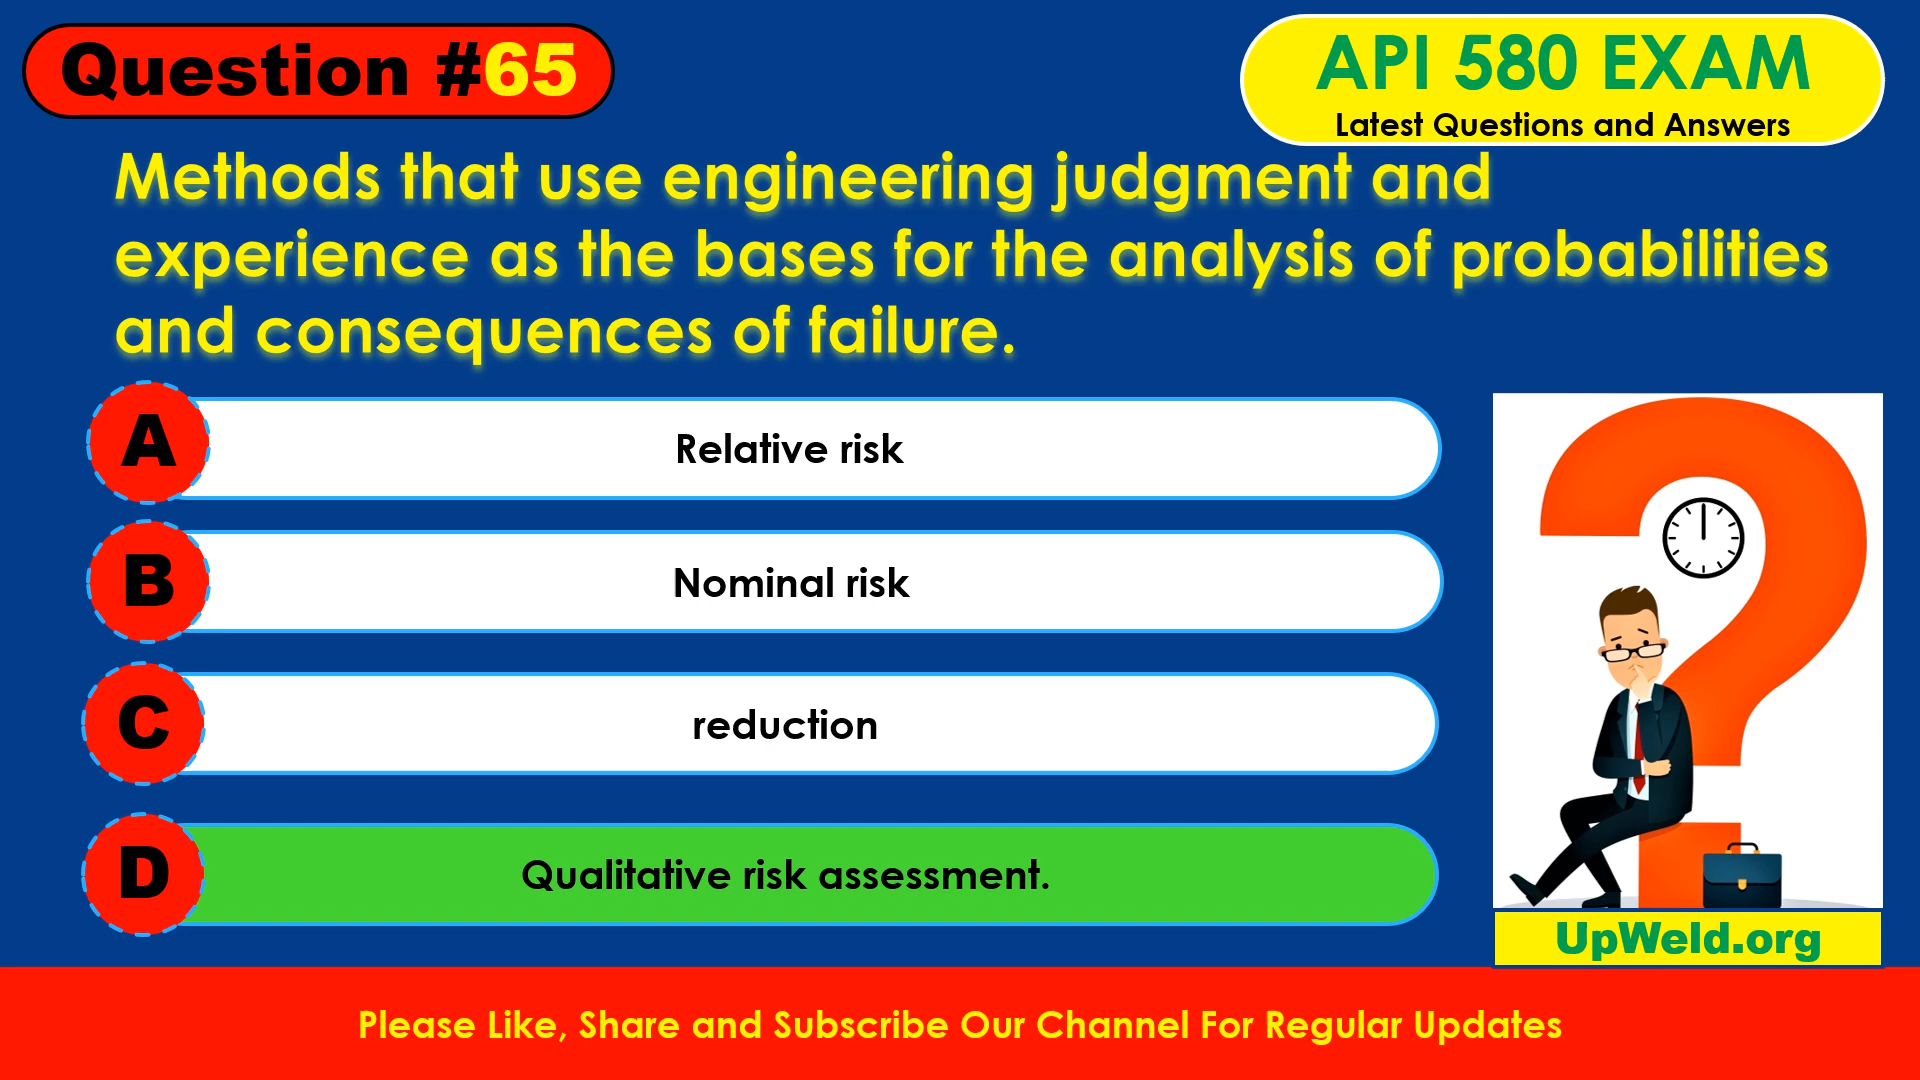 Question #65
API 580 EXAM
Latest Questions and Answers
Methods that use engineering judgment and
experience as the bases for the analysis of probabilities
and consequences of failure.
A
Relative risk
B
Nominal risk
C
reduction
D
Qualitative risk assessment.
UpWeld.org
Please Like, Share and Subscribe Our Channel For Regular Updates